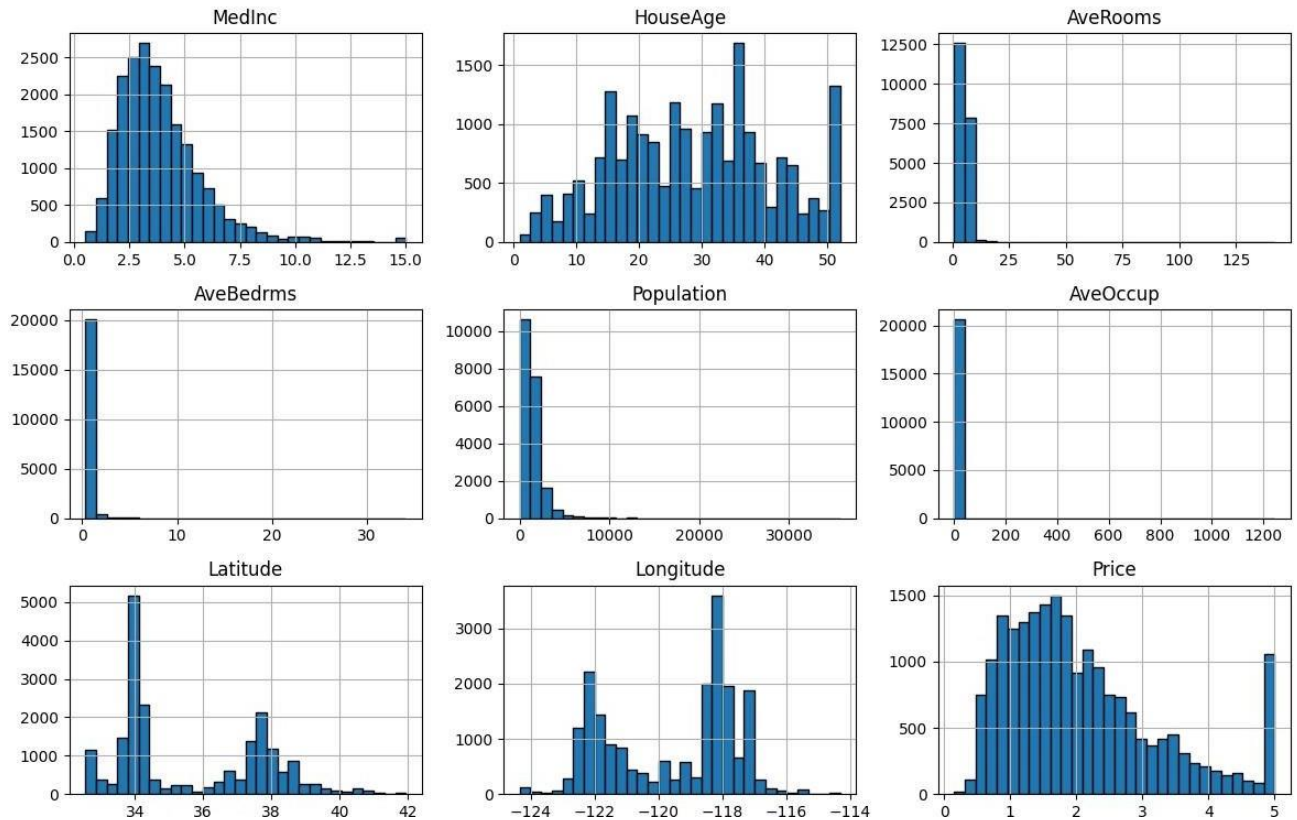 MedInc
HouseAge
AveRooms
2500
2000
1500
1000
500
0
0.0 2.5 5.0 7.5 10.0 12.5 15.0
1500
1000
500
0
0 10 20 30 40 50
12500
10000
7500
5000
2500
0
0 25 50 75 100 125
AveBedrms
Population
AveOccup
20000
15000
10000
5000
0
0 10 20 30
10000
8000
6000
4000
2000
0
0 10000 20000 30000
20000
15000
10000
5000
0
0 200 400 600 800 1000 1200
Latitude
Longitude
Price
5000
4000
3000
2000
1000
0
34 36 38 40 42
3000
2000
1000
0
−124 −122 −120 −118 −116 −114
1500
1000
500
0
0 1 2 3 4 5